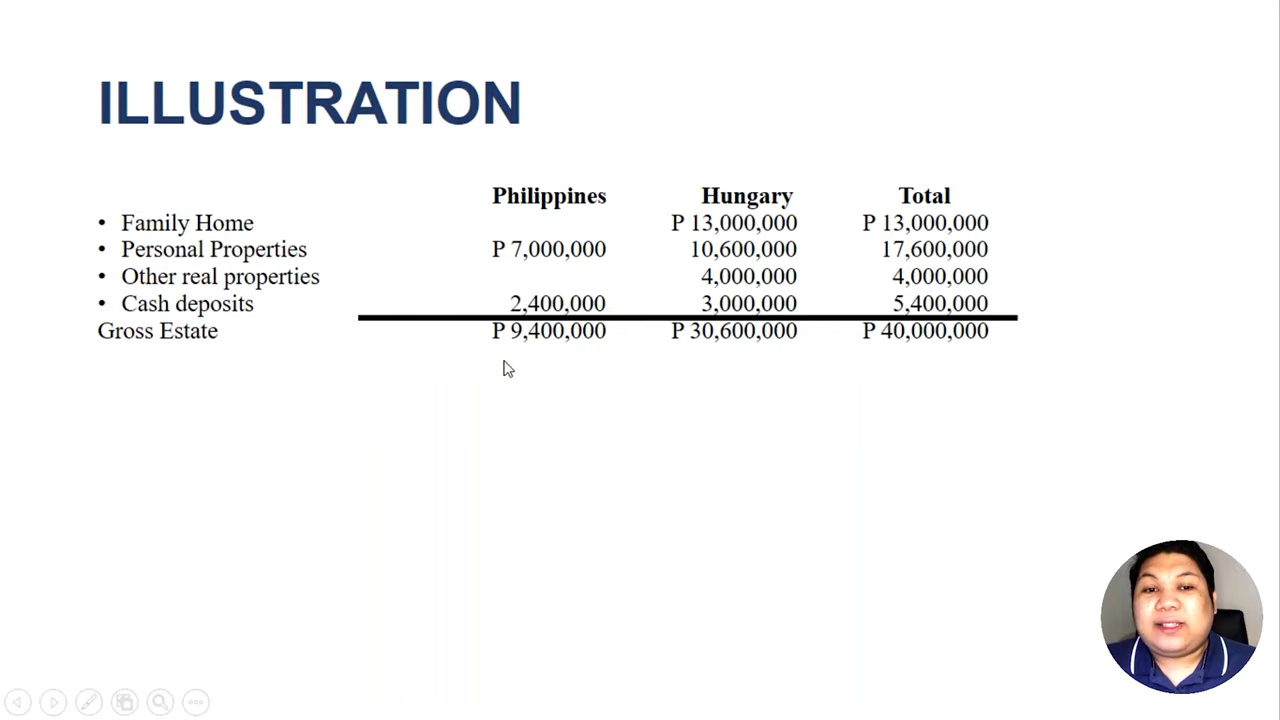 ILLUSTRATION
Philippines Hungary Total
• Family Home P 13,000,000 P 13,000,000
• Personal Properties P 7,000,000 10,600,000 17,600,000
• Other real properties 4,000,000 4,000,000
• Cash deposits 2,400,000 3,000,000 5,400,000
Gross Estate P 9,400,000 P 30,600,000 P 40,000,000